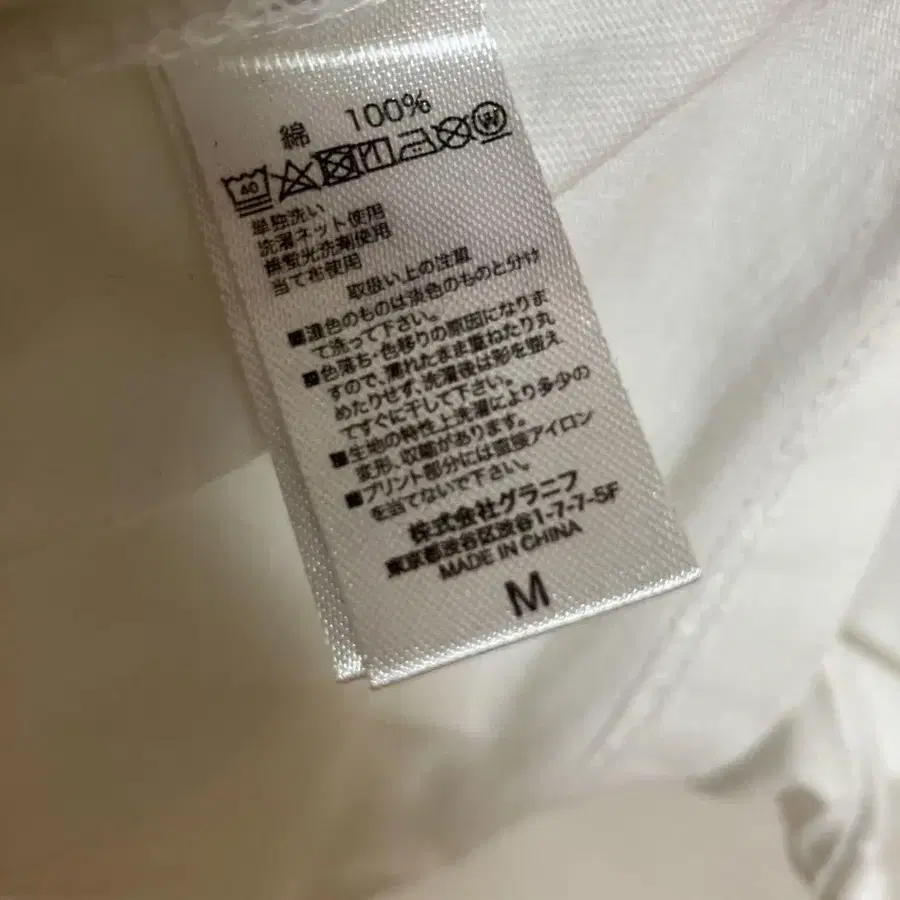 綿 100%
40 W
単独洗い
洗濯ネット使用
無蛍光洗剤使用
当て布使用
取扱い上の注意
■濃色のものは淡色のものと分け
て洗って下さい。
■色落ち・色移りの原因になりま
すので、濡れたまま重ねたり丸
めたりせず、洗濯後は形を整え
てすぐに干して下さい。
■生地の特性上洗濯により多少の
変形、収縮があります。
■プリント部分には直接アイロン
を当てないで下さい。
株式会社グラニフ
東京都渋谷区渋谷1-7-7-5F
MADE IN CHINA
M